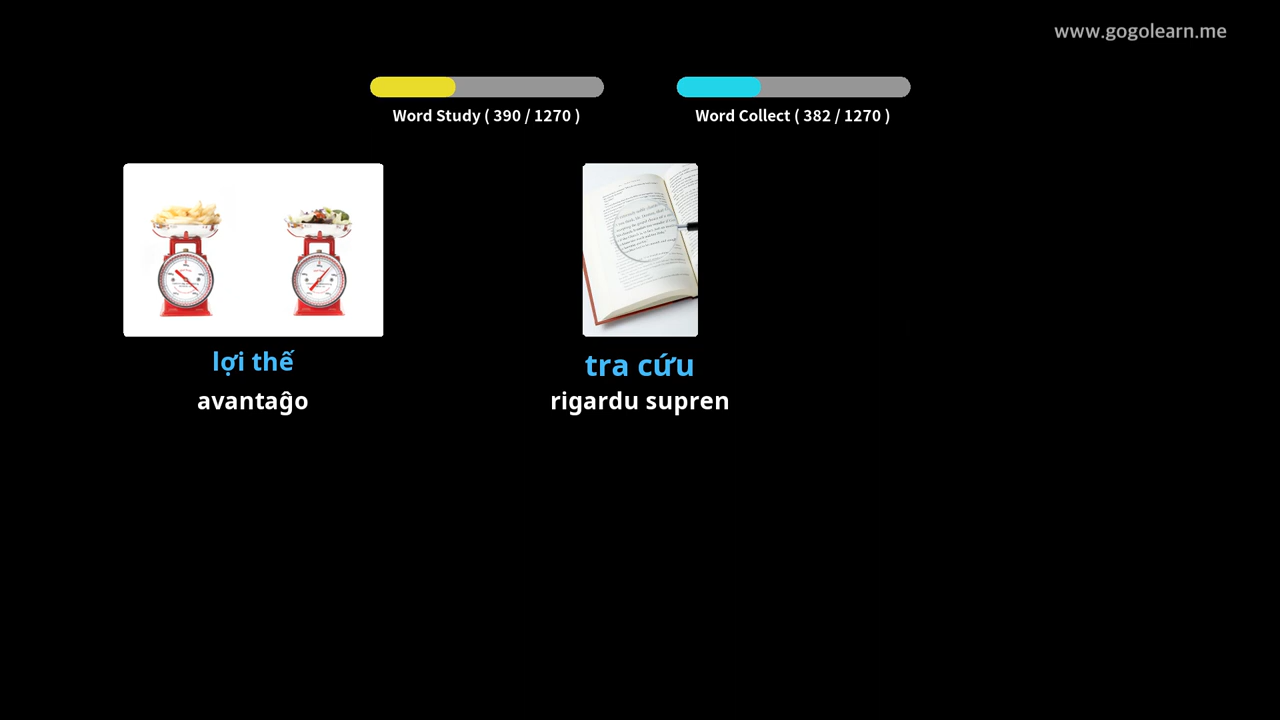 www.gogolearn.me
Word Study ( 390 / 1270 )
Word Collect ( 382 / 1270 )
lợi thế
avantaĝo
tra cứu
rigardu supren